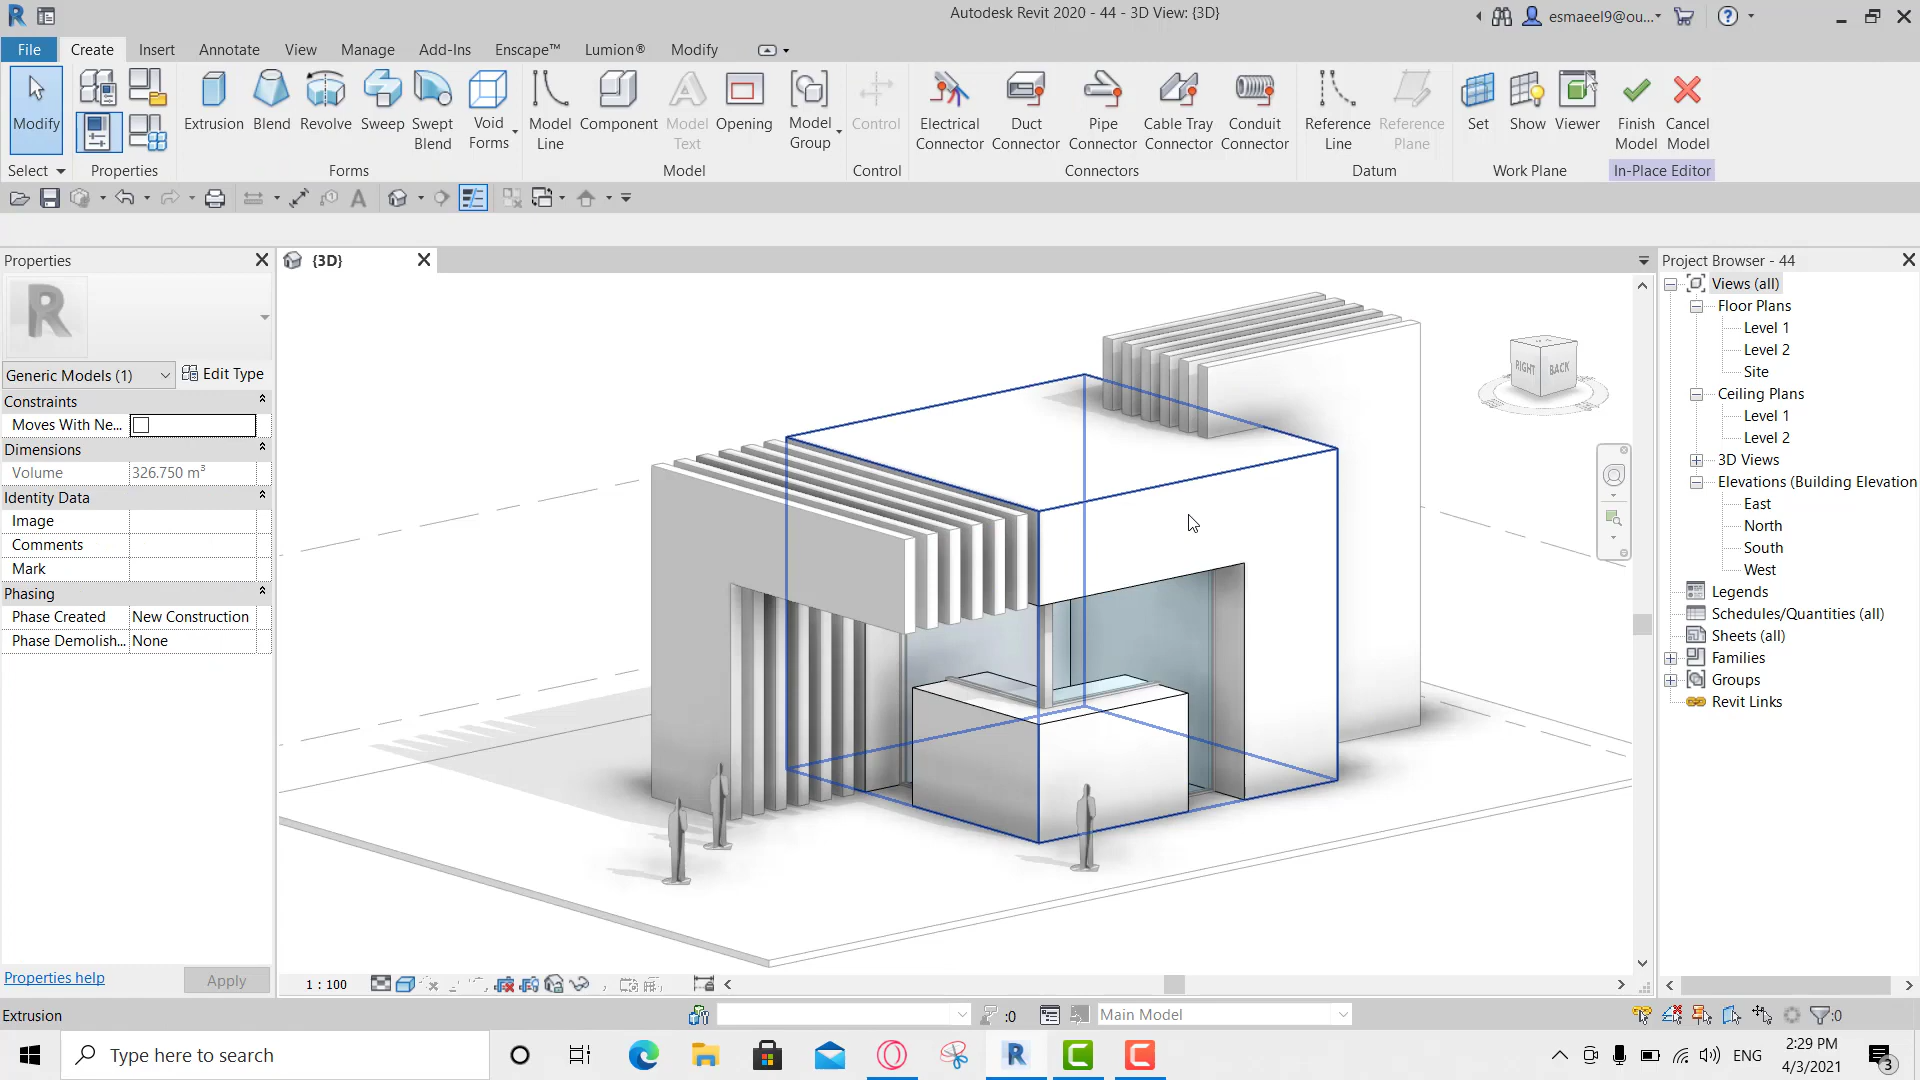 Autodesk Revit 2020 - 44 - 3D View: {3D}
esmaeel9@ou...
File
Create
Insert
Annotate
View
Manage
Add-Ins
Enscape™
Lumion®
Modify
Modify
Extrusion
Blend
Revolve
Sweep
Swept
Blend
Void
Forms
Model
Line
Component
Model
Text
Opening
Model
Group
Control
Electrical
Connector
Duct
Connector
Pipe
Connector
Cable Tray
Connector
Conduit
Connector
Reference
Line
Reference
Plane
Set
Show
Viewer
Finish
Model
Cancel
Model
Select
Properties
Forms
Model
Control
Connectors
Datum
Work Plane
In-Place Editor
Properties
{3D}
Project Browser - 44
R
Generic Models (1)
Edit Type
Constraints
Moves With Ne...
Dimensions
Volume
326.750 m³
Identity Data
Image
Comments
Mark
Phasing
Phase Created
New Construction
Phase Demolish...
None
Properties help
Apply
RIGHT
BACK
Views (all)
Floor Plans
Level 1
Level 2
Site
Ceiling Plans
Level 1
Level 2
3D Views
Elevations (Building Elevation
East
North
South
West
Legends
Schedules/Quantities (all)
Sheets (all)
Families
Groups
Revit Links
1 : 100
Extrusion
:0
Main Model
:0
Type here to search
ENG
2:29 PM
4/3/2021
3